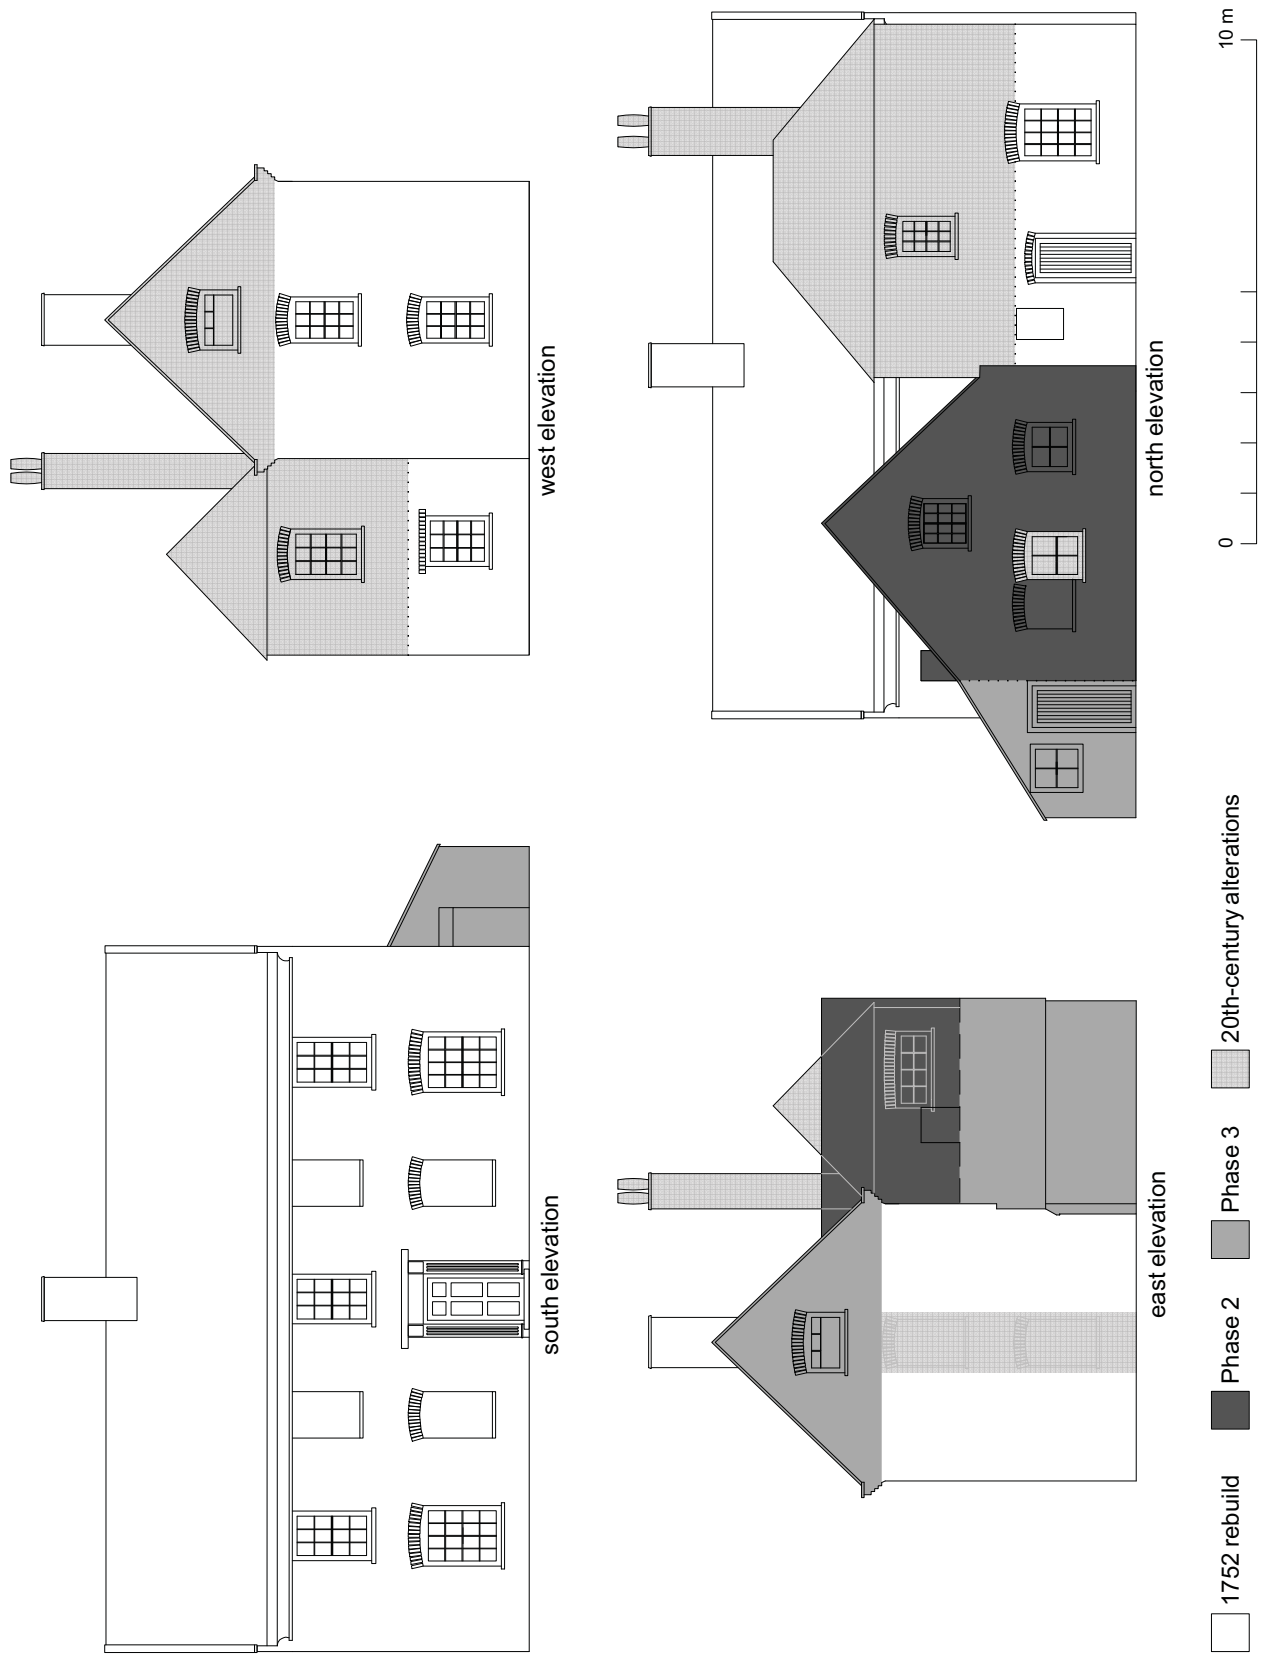 south elevation
west elevation
east elevation
north elevation
1752 rebuild
Phase 2
Phase 3
20th-century alterations
0
10 m